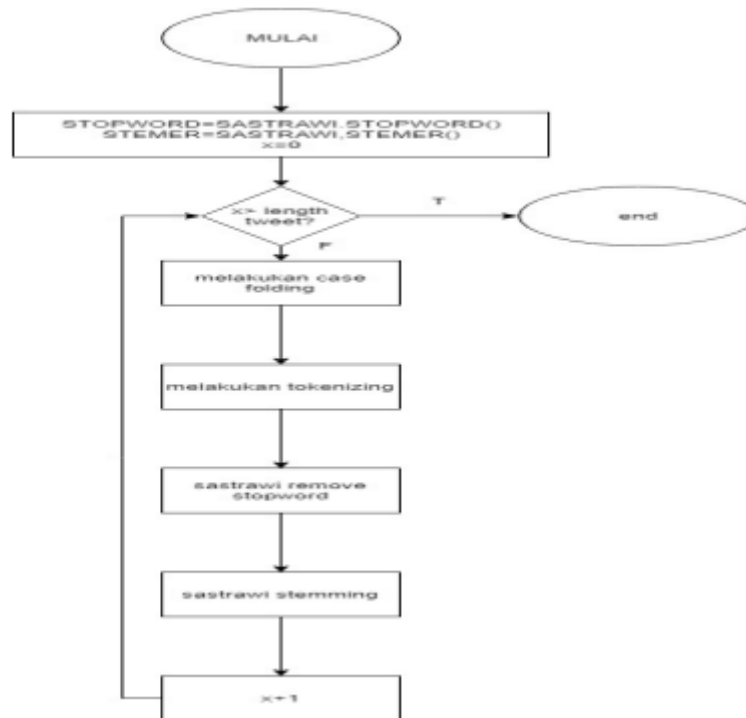 MULAI
STOPWORD=SASTRAWI.STOPWORD()
STEMER=SASTRAWI,STEMER()
x=0
x> length
tweet?
T
end
F
melakukan case
folding
melakukan tokenizing
sastrawi remove
stopword
sastrawi stemming
x+1